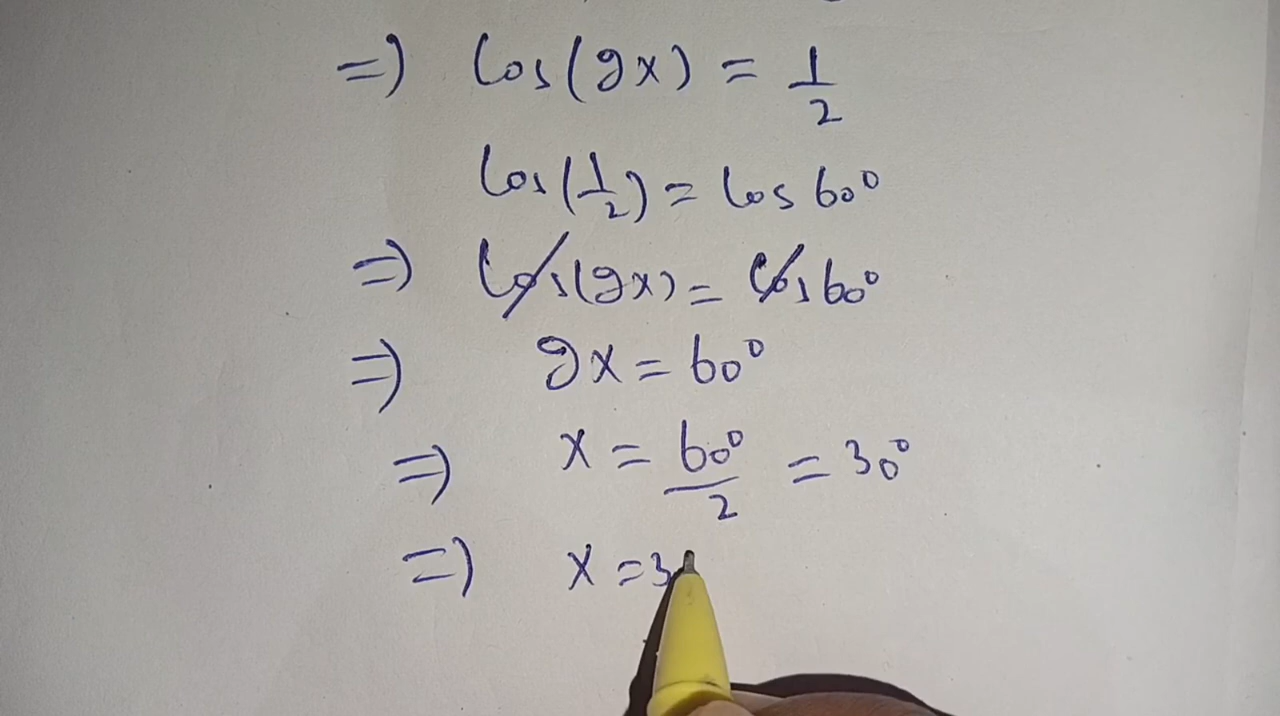 => Cos(2x) = 1/2
Cos(1/2) = Cos 60°
=> Cos(2x) = Cos 60°
=> 2x = 60°
=> x = 60°/2 = 30°
=> x = 3